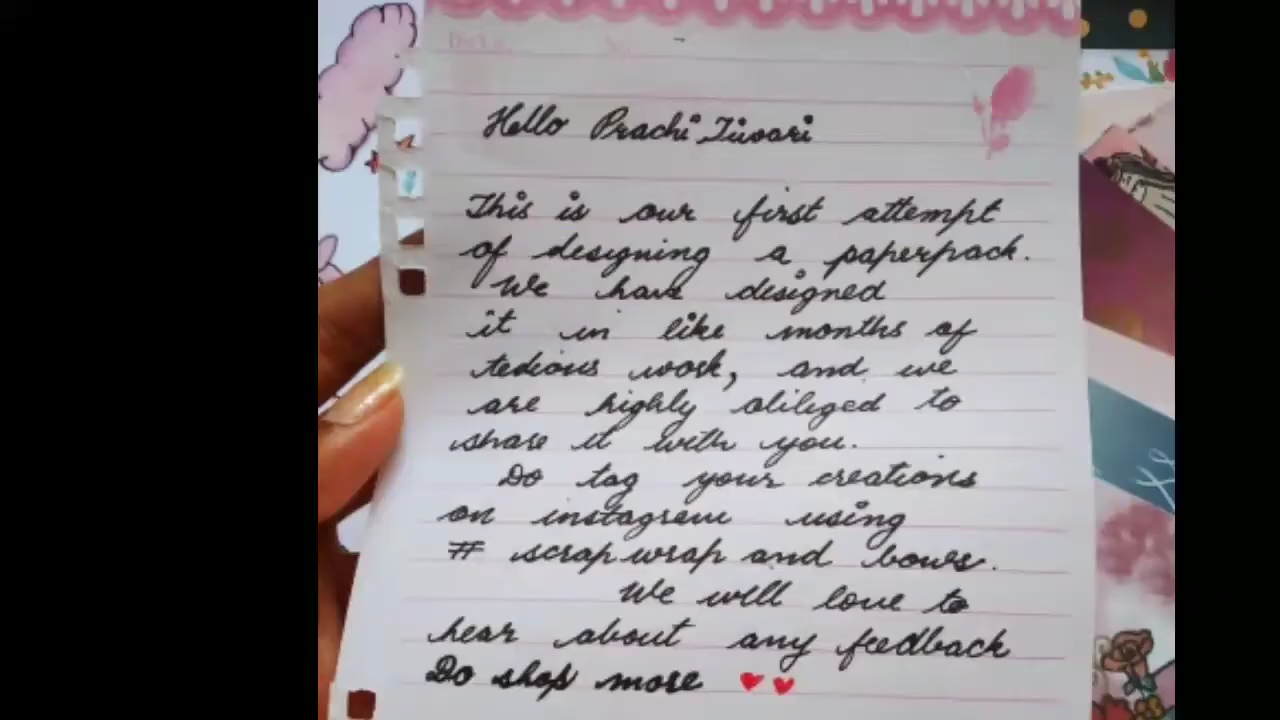 Date
Hello Prachi Tiwari
This is our first attempt
of designing a paperpack.
We have designed
it in like months of
tedious work, and we
are highly obliged to
share it with you.
Do tag your creations
on instagram using
# scrapwrap and bows.
We will love to
hear about any feedback
Do shop more